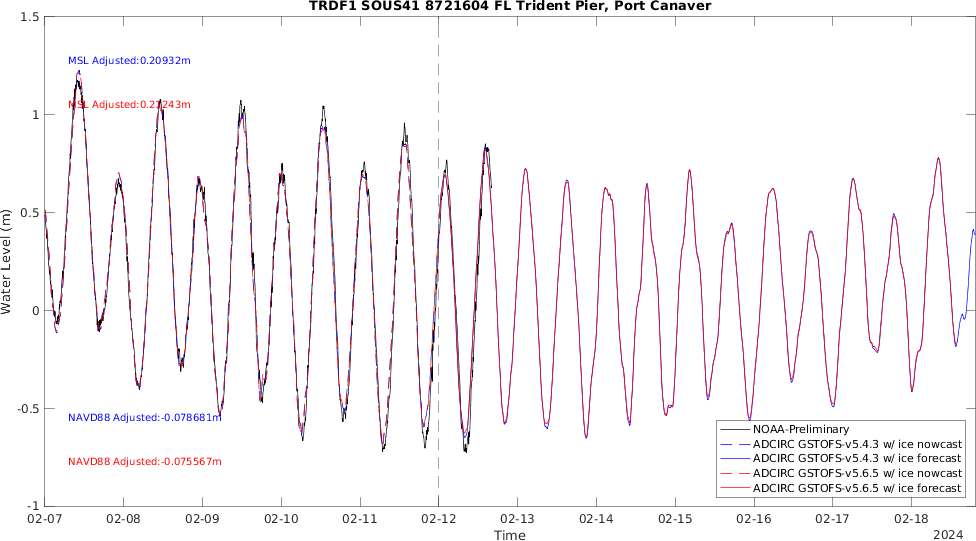 TRDF1 SOUS41 8721604 FL Trident Pier, Port Canaver
1.5
1
0.5
0
-0.5
-1
Water Level (m)
MSL Adjusted:0.20932m
MSL Adjusted:0.21243m
NAVD88 Adjusted:-0.078681m
NAVD88 Adjusted:-0.075567m
NOAA-Preliminary
ADCIRC GSTOFS-v5.4.3 w/ ice nowcast
ADCIRC GSTOFS-v5.4.3 w/ ice forecast
ADCIRC GSTOFS-v5.6.5 w/ ice nowcast
ADCIRC GSTOFS-v5.6.5 w/ ice forecast
02-07 02-08 02-09 02-10 02-11 02-12 02-13 02-14 02-15 02-16 02-17 02-18
Time
2024